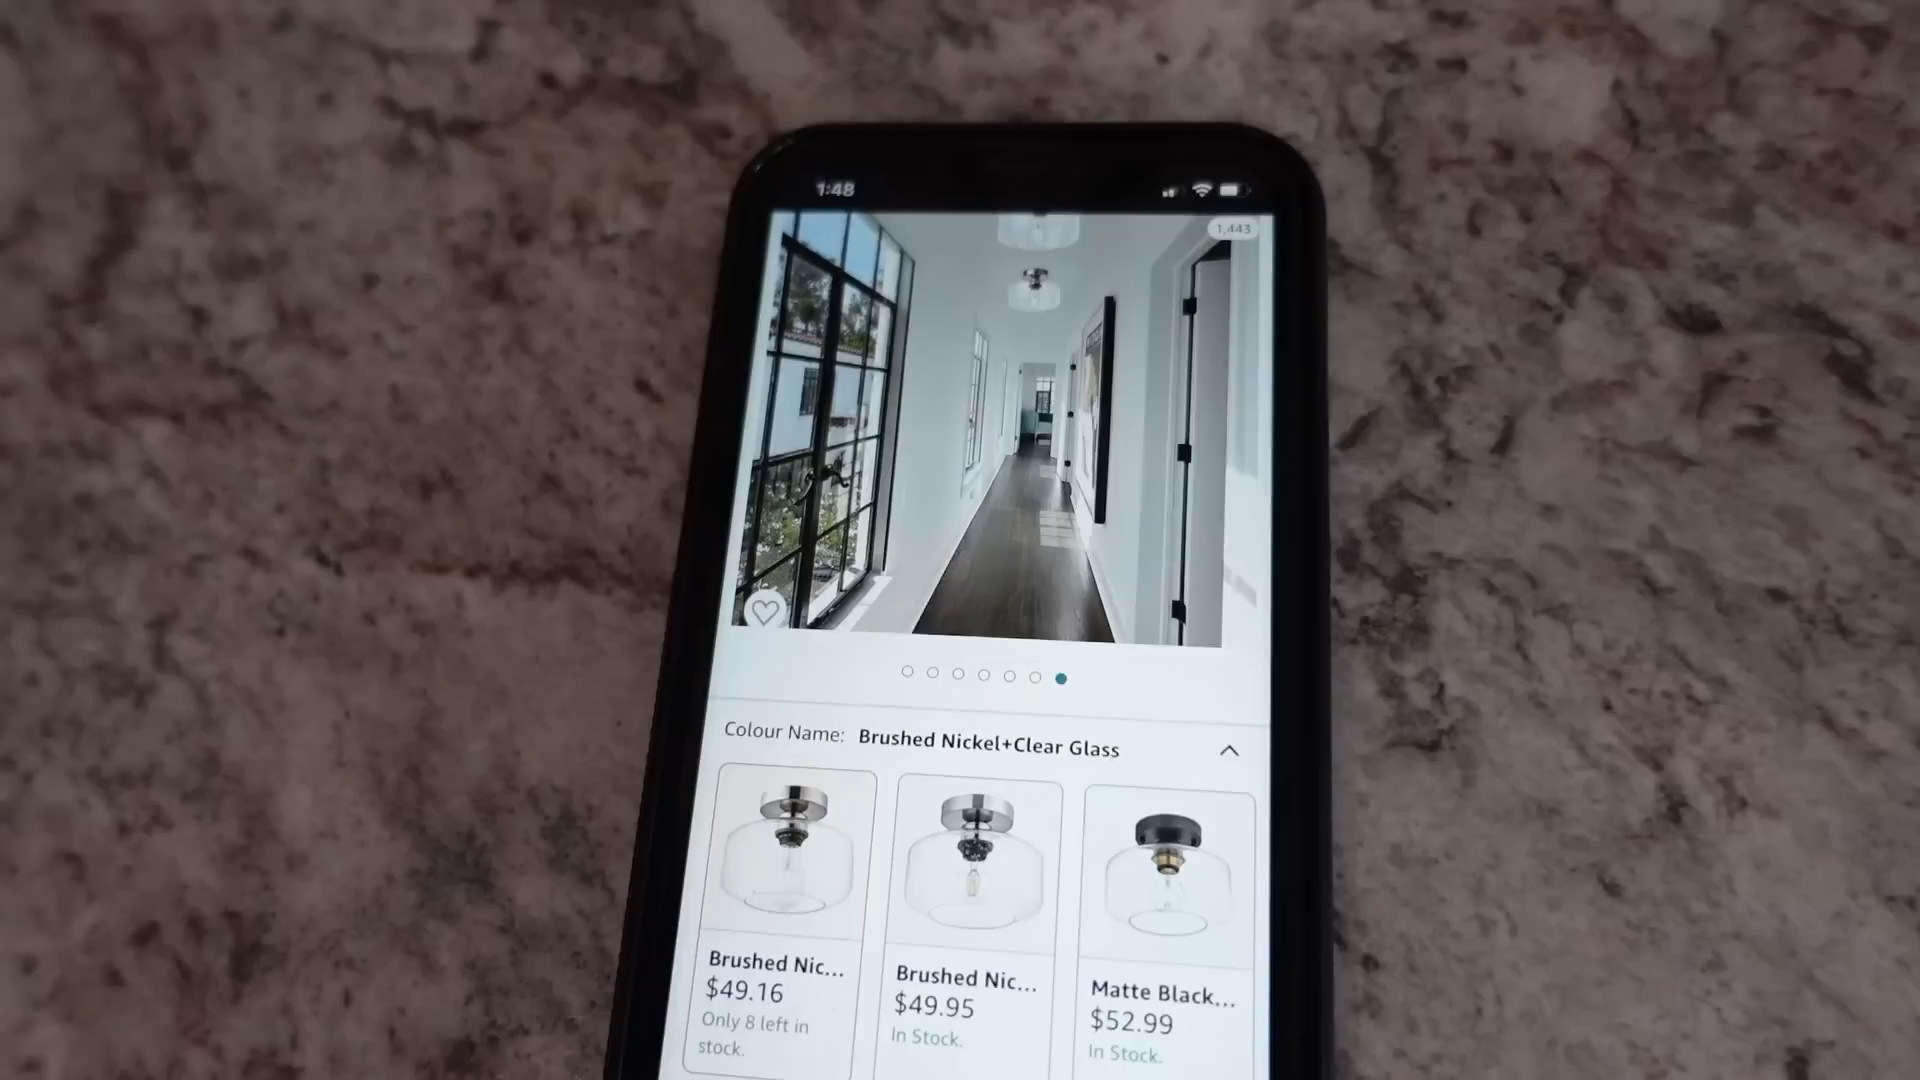 1:48
1,443
Colour Name: Brushed Nickel+Clear Glass
Brushed Nic...
$49.16
Only 8 left in
stock.
Brushed Nic...
$49.95
In Stock.
Matte Black...
$52.99
In Stock.